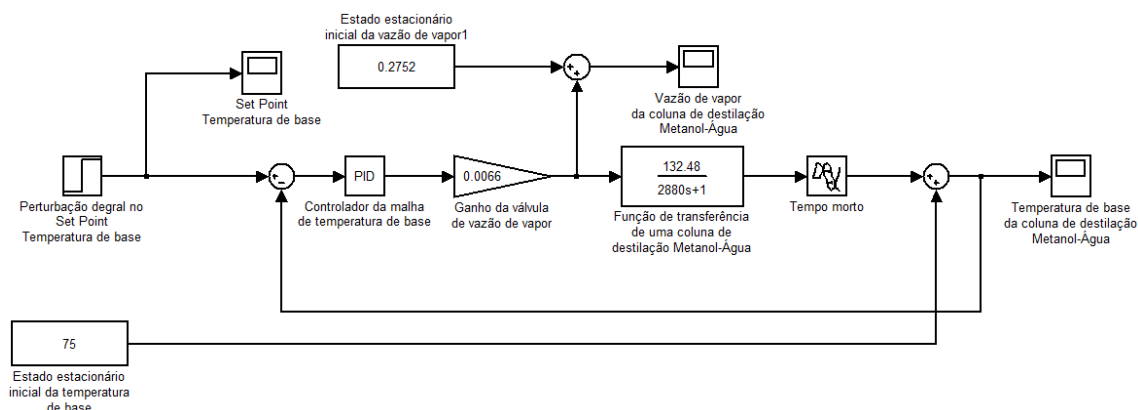 Estado estacionário
inicial da vazão de vapor1
0.2752
Set Point
Temperatura de base
Vazão de vapor
da coluna de destilação
Metanol-Água
Perturbação degral no
Set Point
Temperatura de base
PID
Controlador da malha
de temperatura de base
0.0066
Ganho da válvula
de vazão de vapor
132.48
2880s+1
Função de transferência
de uma coluna de
destilação Metanol-Água
Tempo morto
Temperatura de base
da coluna de destilação
Metanol-Água
75
Estado estacionário
inicial da temperatura
de base